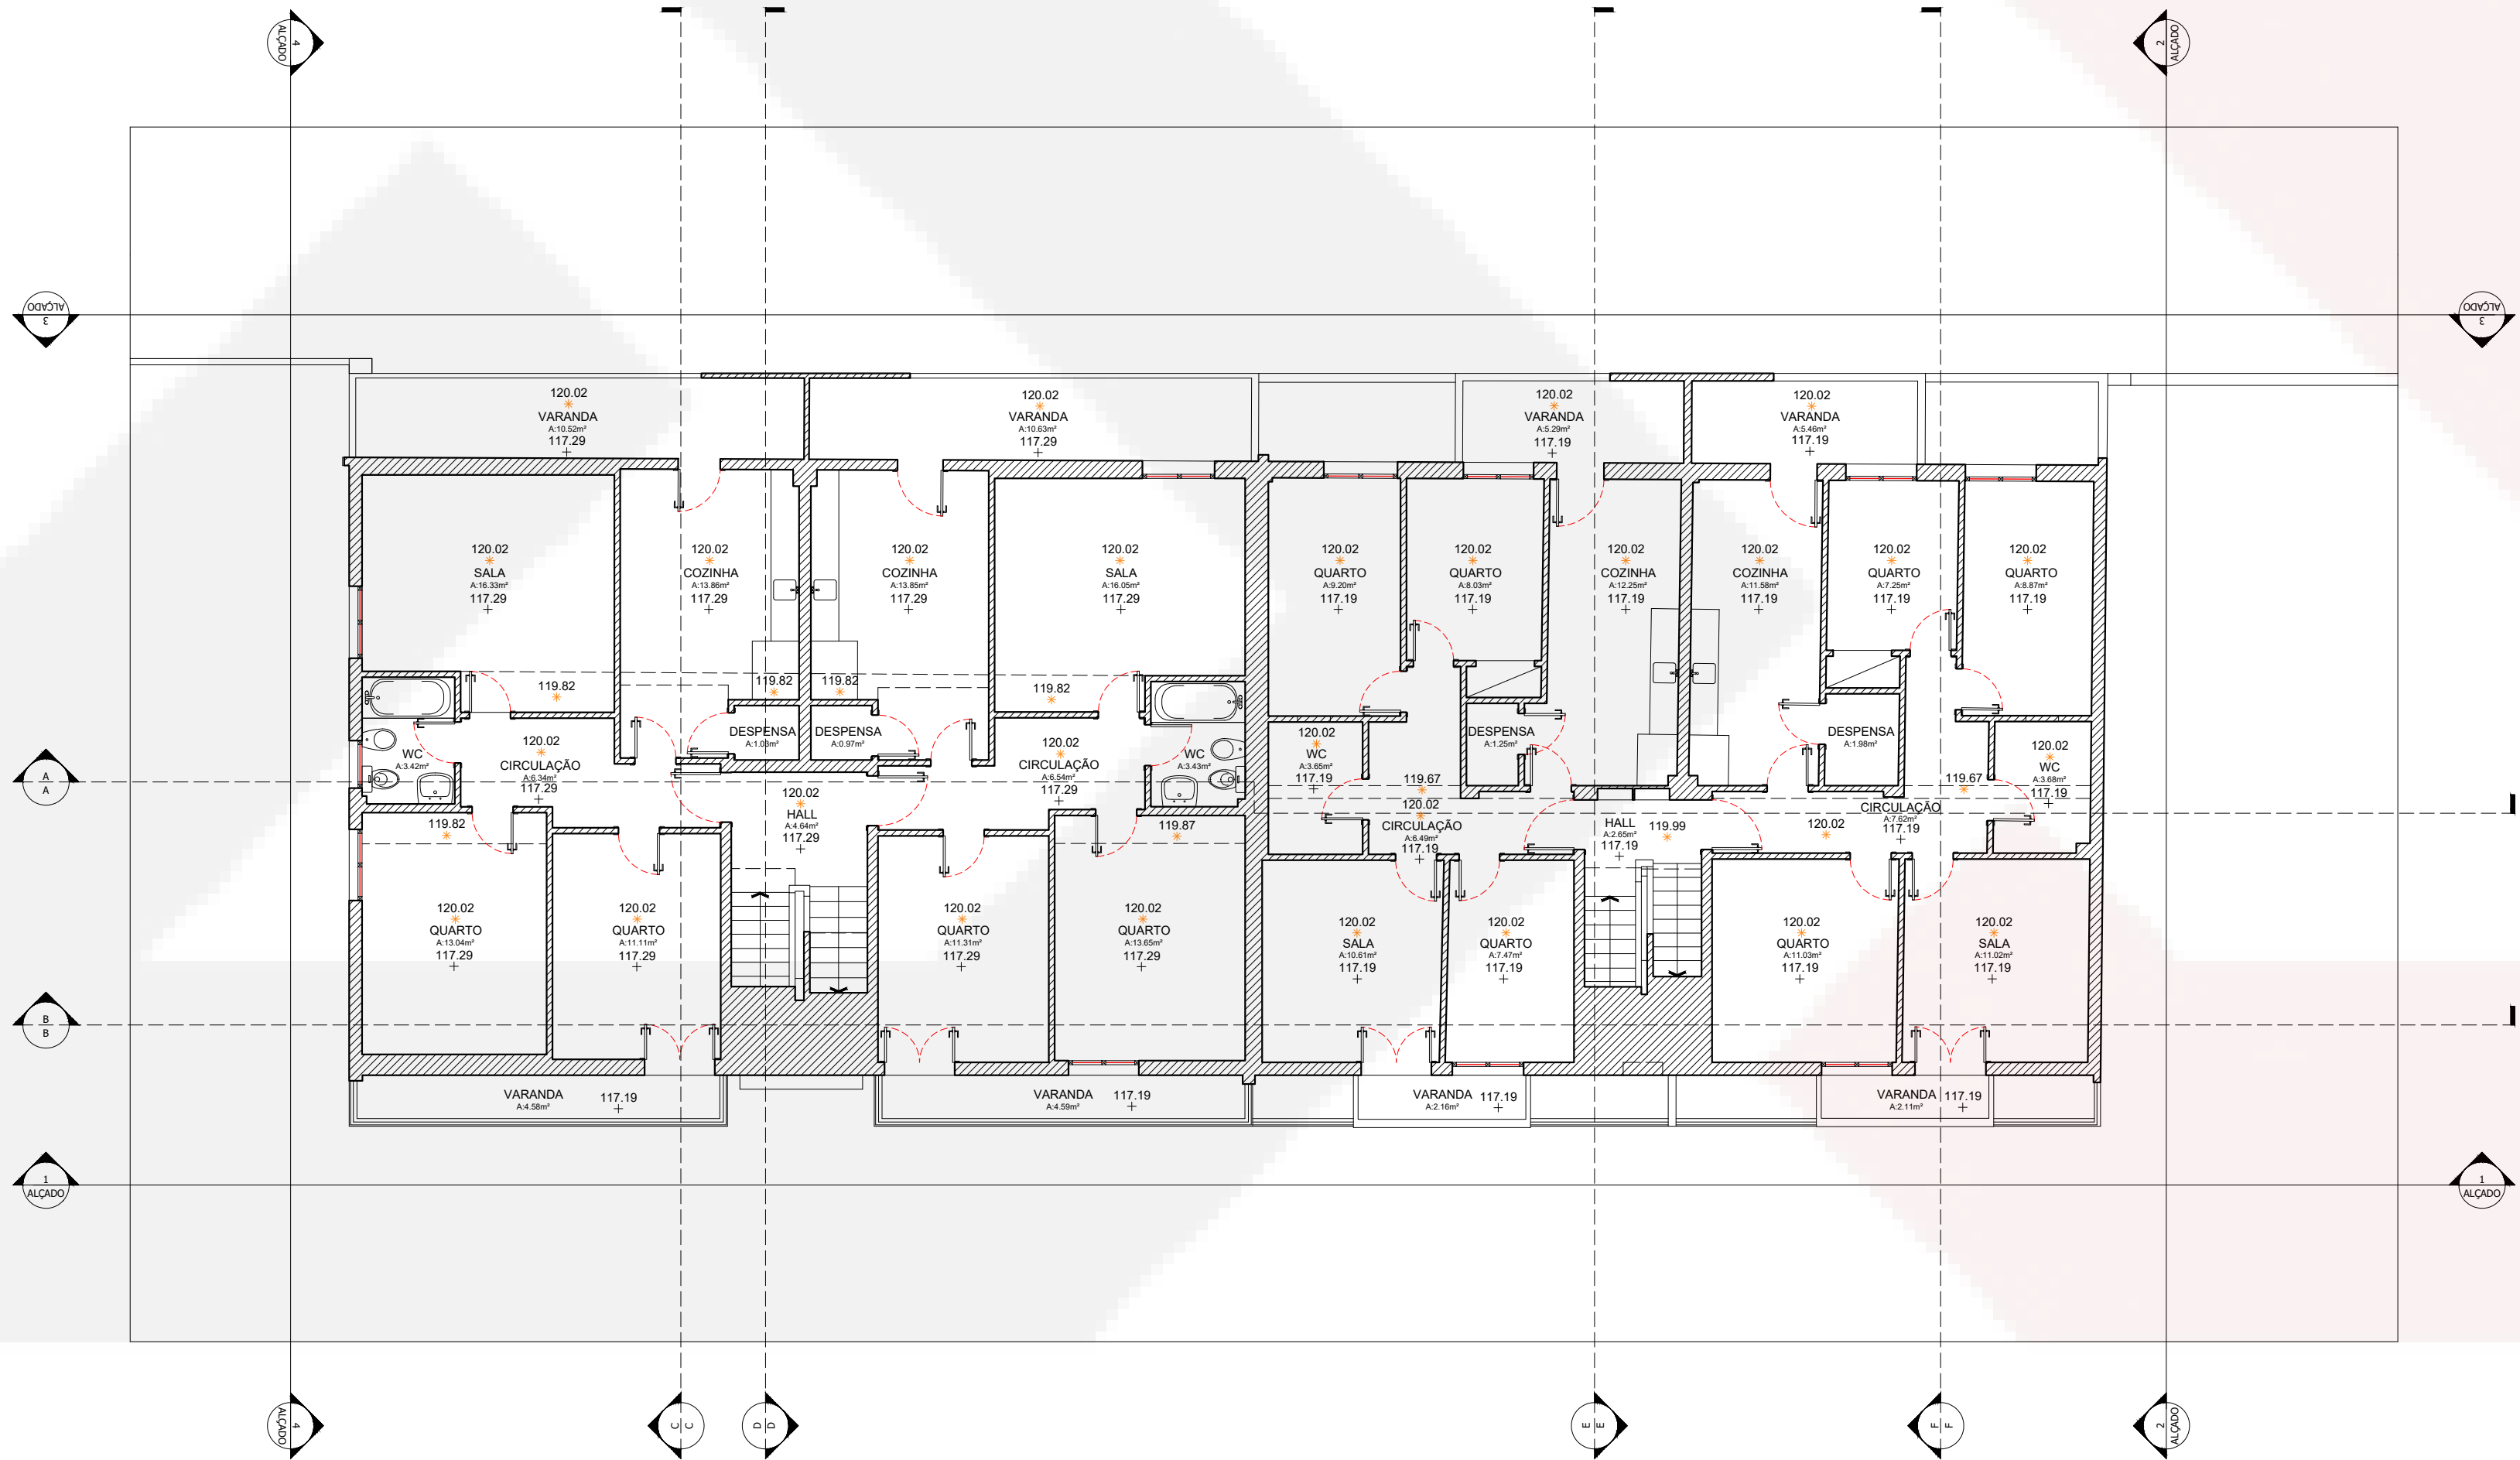 4
ALÇADO
2
ALÇADO
ALÇADO
3
ALÇADO
3
120.02
VARANDA
A:10.52m²
117.29
120.02
VARANDA
A:10.63m²
117.29
120.02
VARANDA
A:5.29m²
117.19
120.02
VARANDA
A:5.46m²
117.19
120.02
SALA
A:16.33m²
117.29
120.02
COZINHA
A:13.86m²
117.29
120.02
COZINHA
A:13.85m²
117.29
120.02
SALA
A:16.05m²
117.29
120.02
QUARTO
A:9.20m²
117.19
120.02
QUARTO
A:8.03m²
117.19
120.02
COZINHA
A:12.25m²
117.19
120.02
COZINHA
A:11.58m²
117.19
120.02
QUARTO
A:7.25m²
117.19
120.02
QUARTO
A:8.87m²
117.19
119.82
119.82
119.82
119.82
WC
A:3.42m²
120.02
CIRCULAÇÃO
A:6.34m²
117.29
DESPENSA
A:1.03m²
DESPENSA
A:0.97m²
120.02
CIRCULAÇÃO
A:6.54m²
117.29
WC
A:3.43m²
120.02
WC
A:3.65m²
117.19
DESPENSA
A:1.25m²
DESPENSA
A:1.98m²
120.02
WC
A:3.68m²
117.19
A
A
120.02
HALL
A:4.64m²
117.29
119.67
120.02
CIRCULAÇÃO
A:6.49m²
117.19
HALL
A:2.65m²
117.19
119.99
119.67
CIRCULAÇÃO
A:7.62m²
117.19
120.02
119.82
119.87
120.02
QUARTO
A:13.04m²
117.29
120.02
QUARTO
A:11.11m²
117.29
120.02
QUARTO
A:11.31m²
117.29
120.02
QUARTO
A:13.65m²
117.29
120.02
SALA
A:10.61m²
117.19
120.02
QUARTO
A:7.47m²
117.19
120.02
QUARTO
A:11.03m²
117.19
120.02
SALA
A:11.02m²
117.19
B
B
VARANDA
A:4.58m²
117.19
VARANDA
A:4.59m²
117.19
VARANDA
A:2.16m²
117.19
VARANDA
A:2.11m²
117.19
1
ALÇADO
1
ALÇADO
4
ALÇADO
C
C
D
D
E
E
F
F
2
ALÇADO